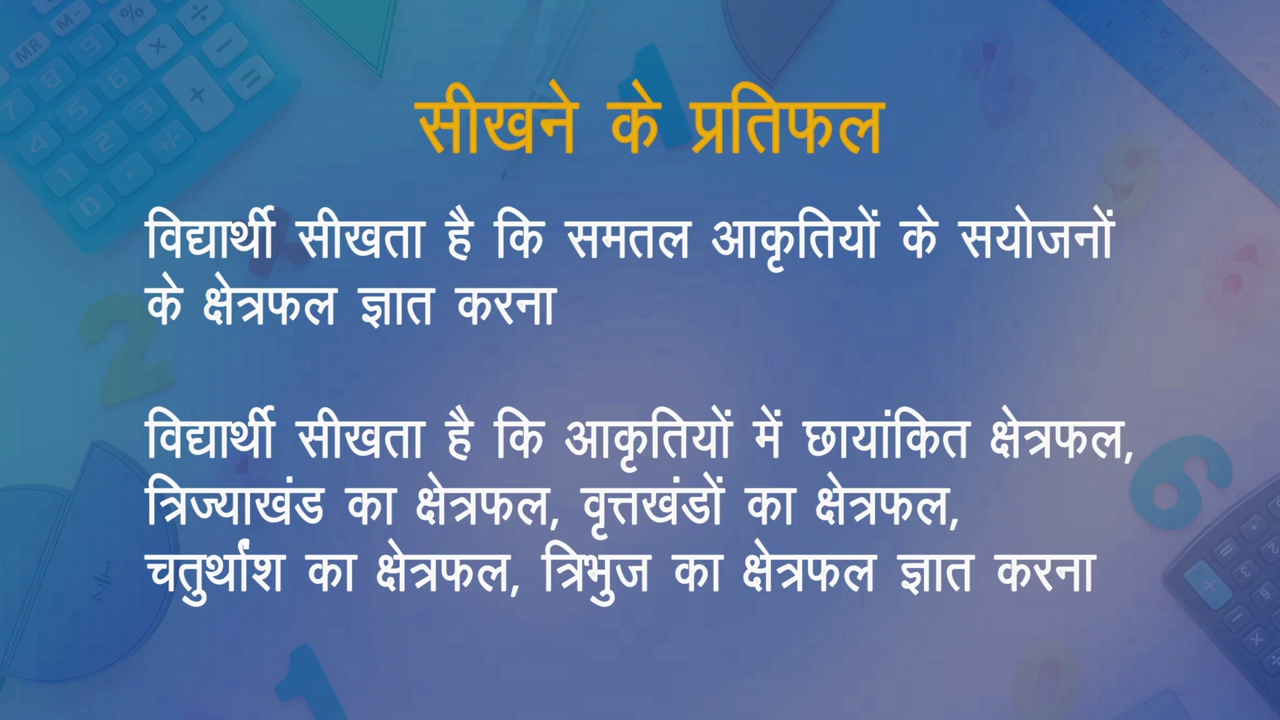 सीखने के प्रतिफल
विद्यार्थी सीखता है कि समतल आकृतियों के सयोजनों
के क्षेत्रफल ज्ञात करना
विद्यार्थी सीखता है कि आकृतियों में छायांकित क्षेत्रफल,
त्रिज्याखंड का क्षेत्रफल, वृत्तखंडों का क्षेत्रफल,
चतुर्थांश का क्षेत्रफल, त्रिभुज का क्षेत्रफल ज्ञात करना